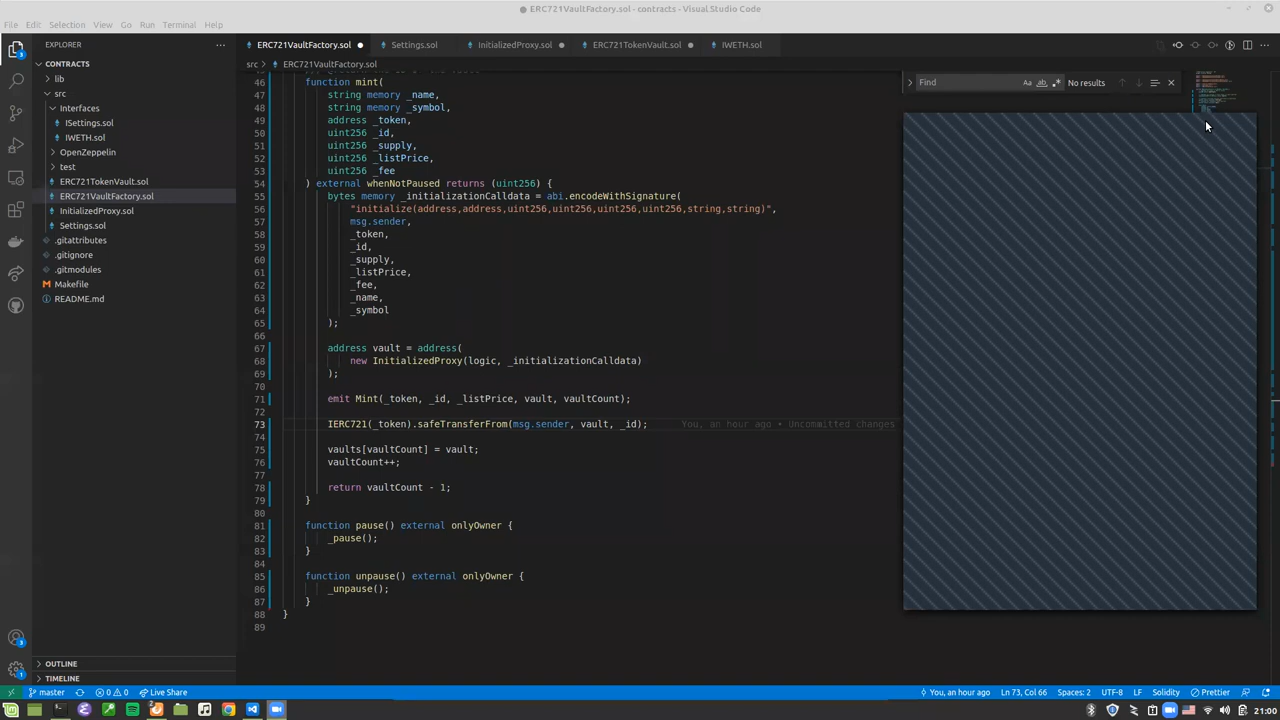 ERC721VaultFactory.sol - contracts - Visual Studio Code
File Edit Selection View Go Run Terminal Help
EXPLORER
ERC721VaultFactory.sol
Settings.sol
InitializedProxy.sol
ERC721TokenVault.sol
IWETH.sol
CONTRACTS
src > ERC721VaultFactory.sol
lib
src
Interfaces
ISettings.sol
IWETH.sol
OpenZeppelin
test
ERC721TokenVault.sol
ERC721VaultFactory.sol
InitializedProxy.sol
Settings.sol
.gitattributes
.gitignore
.gitmodules
Makefile
README.md
OUTLINE
TIMELINE
Find
Aa ab .*
No results
46 function mint(
47 string memory _name,
48 string memory _symbol,
49 address _token,
50 uint256 _id,
51 uint256 _supply,
52 uint256 _listPrice,
53 uint256 _fee
54 ) external whenNotPaused returns (uint256) {
55 bytes memory _initializationCalldata = abi.encodeWithSignature(
56 "initialize(address,address,uint256,uint256,uint256,uint256,string,string)",
57 msg.sender,
58 _token,
59 _id,
60 _supply,
61 _listPrice,
62 _fee,
63 _name,
64 _symbol
65 );
66
67 address vault = address(
68 new InitializedProxy(logic, _initializationCalldata)
69 );
70
71 emit Mint(_token, _id, _listPrice, vault, vaultCount);
72
73 IERC721(_token).safeTransferFrom(msg.sender, vault, _id); You, an hour ago • Uncommitted changes
74
75 vaults[vaultCount] = vault;
76 vaultCount++;
77
78 return vaultCount - 1;
79 }
80
81 function pause() external onlyOwner {
82 _pause();
83 }
84
85 function unpause() external onlyOwner {
86 _unpause();
87 }
88 }
89
master 0 0 Live Share You, an hour ago Ln 73, Col 66 Spaces: 2 UTF-8 LF Solidity Prettier
21:00